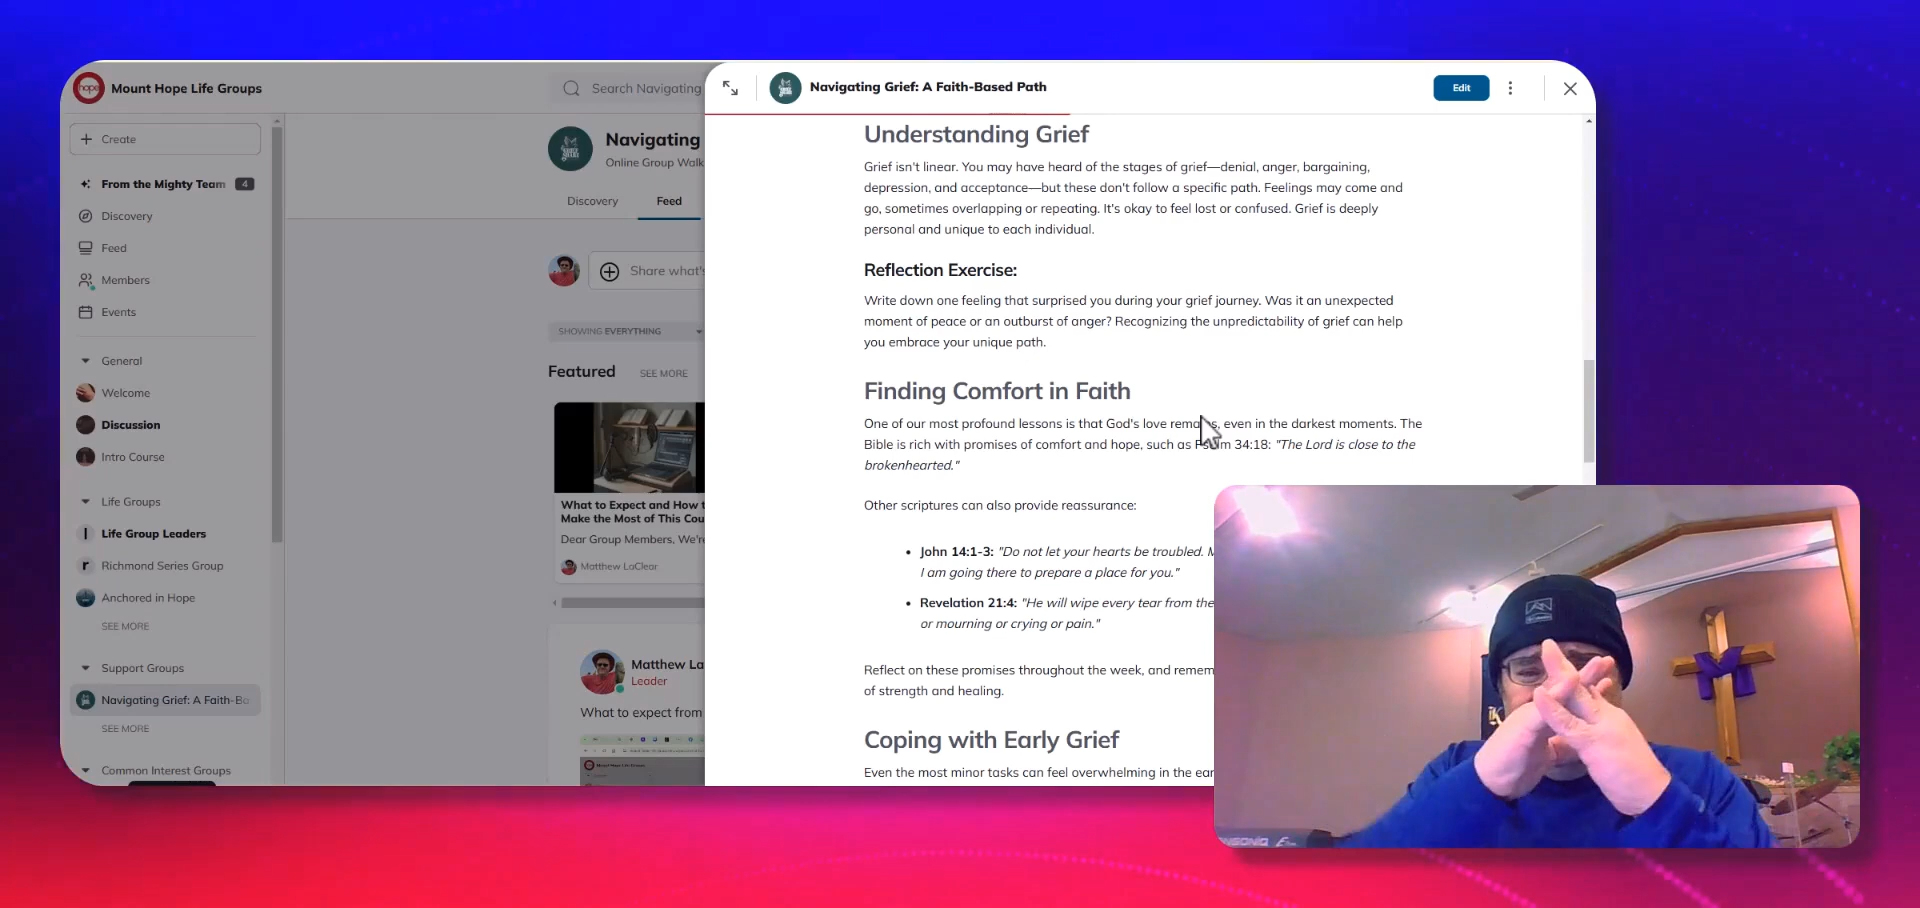 hope
Mount Hope Life Groups
Create
From the Mighty Team 4
Discovery
Feed
Members
Events
General
Welcome
Discussion
Intro Course
Life Groups
Life Group Leaders
r Richmond Series Group
Anchored in Hope
SEE MORE
Support Groups
Navigating Grief: A Faith-Ba
SEE MORE
Common Interest Groups
Search Navigating
Navigating
Online Group Walk
Discovery Feed
Share what's
SHOWING EVERYTHING
Featured SEE MORE
What to Expect and How t
Make the Most of This Cou
Dear Group Members, We're
Matthew LaClear
Matthew La
Leader
What to expect from
Mount Hope Life Groups
Navigating Grief: A Faith-Based Path
Edit
Understanding Grief
Grief isn't linear. You may have heard of the stages of grief—denial, anger, bargaining,
depression, and acceptance—but these don't follow a specific path. Feelings may come and
go, sometimes overlapping or repeating. It's okay to feel lost or confused. Grief is deeply
personal and unique to each individual.
Reflection Exercise:
Write down one feeling that surprised you during your grief journey. Was it an unexpected
moment of peace or an outburst of anger? Recognizing the unpredictability of grief can help
you embrace your unique path.
Finding Comfort in Faith
One of our most profound lessons is that God's love remains, even in the darkest moments. The
Bible is rich with promises of comfort and hope, such as Psalm 34:18: "The Lord is close to the
brokenhearted."
Other scriptures can also provide reassurance:
• John 14:1-3: "Do not let your hearts be troubled. M
I am going there to prepare a place for you."
• Revelation 21:4: "He will wipe every tear from the
or mourning or crying or pain."
Reflect on these promises throughout the week, and remem
of strength and healing.
Coping with Early Grief
Even the most minor tasks can feel overwhelming in the ear